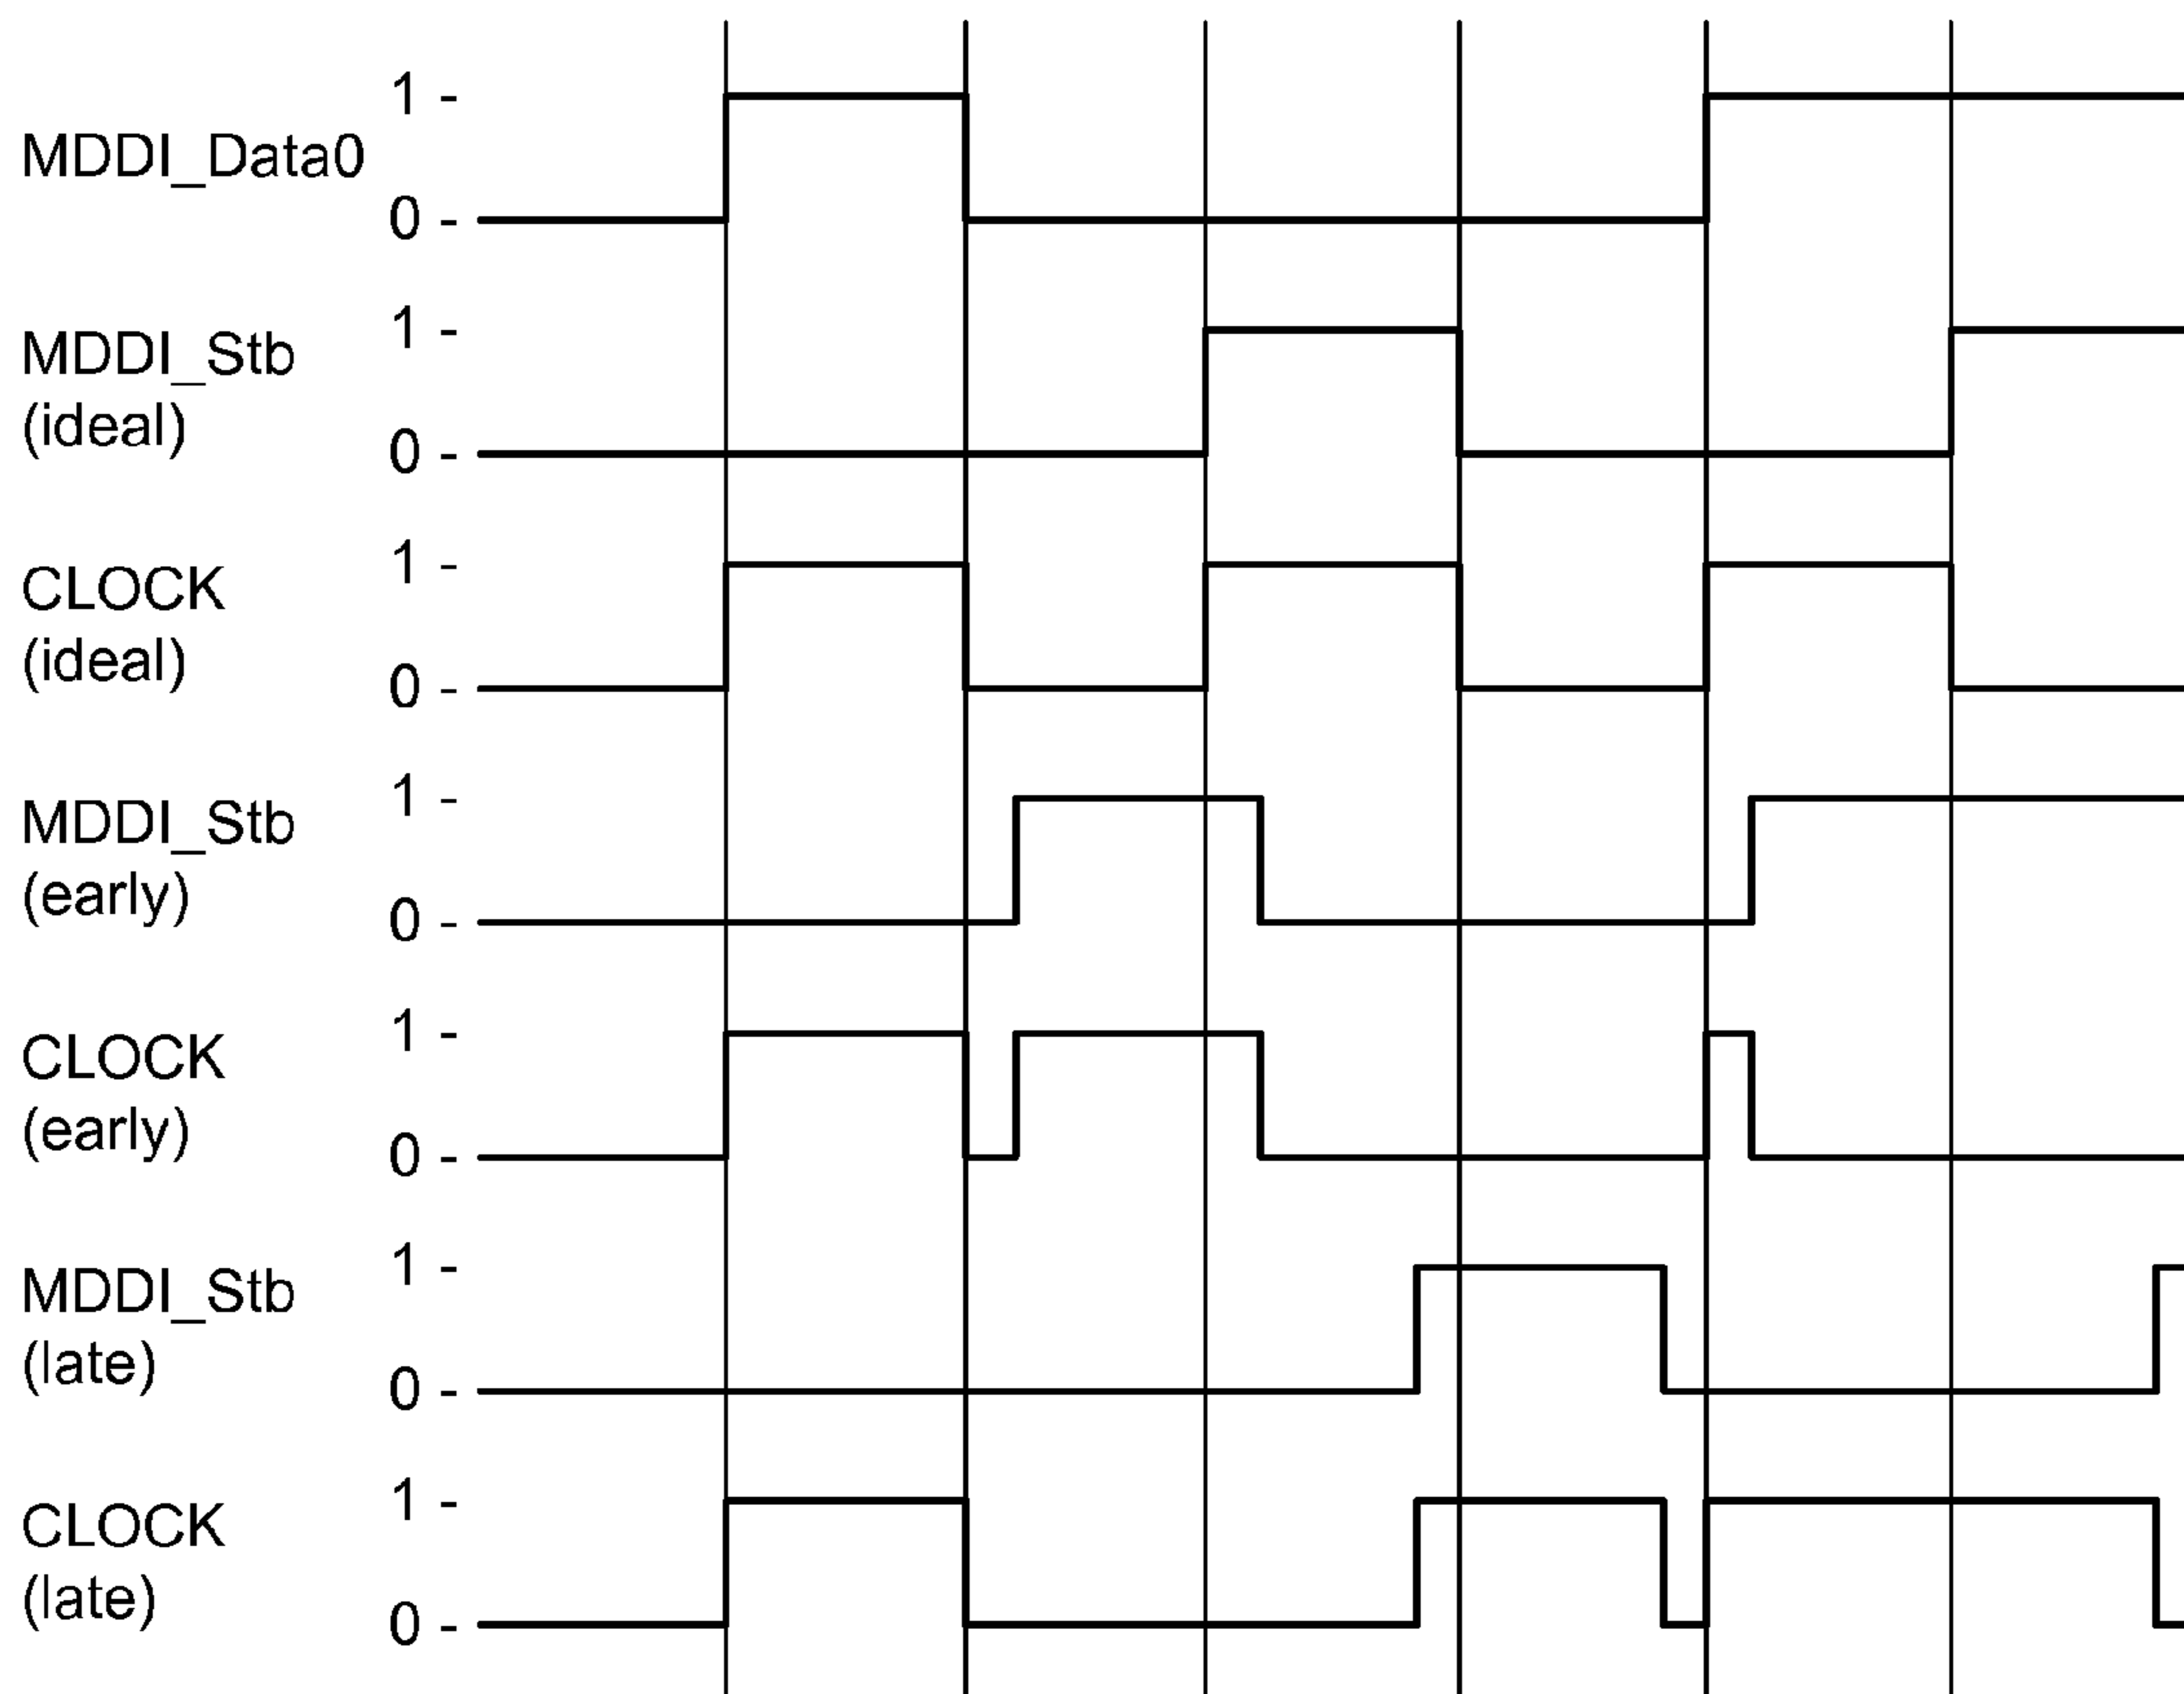 1 -
MDDI_Data0
0 -
1 -
MDDI_Stb
(ideal)
0 -
1 -
CLOCK
(ideal)
0 -
1 -
MDDI_Stb
(early)
0 -
1 -
CLOCK
(early)
0 -
1 -
MDDI_Stb
(late)
0 -
1 -
CLOCK
(late)
0 -